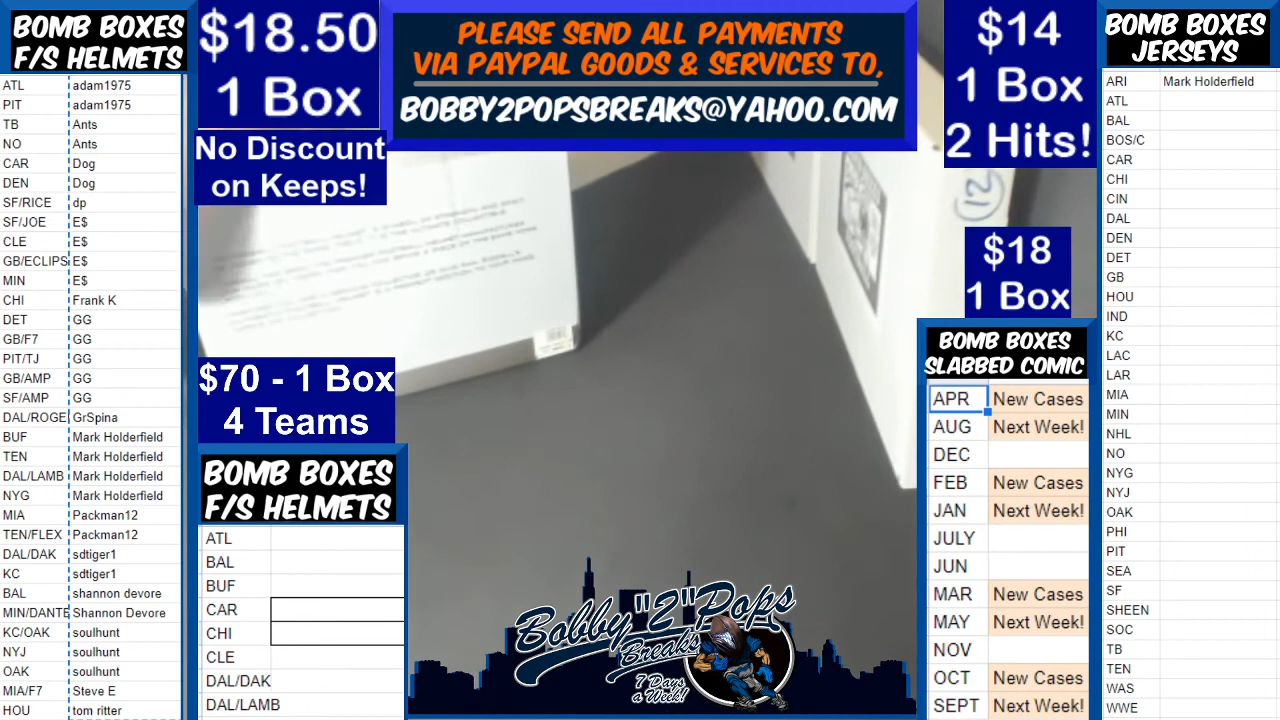 BOMB BOXES
F/S HELMETS
ATL adam1975
PIT adam1975
TB Ants
NO Ants
CAR Dog
DEN Dog
SF/RICE dp
SF/JOE E$
CLE E$
GB/ECLIPS E$
MIN E$
CHI Frank K
DET GG
GB/F7 GG
PIT/TJ GG
GB/AMP GG
SF/AMP GG
DAL/ROGE GrSpina
BUF Mark Holderfield
TEN Mark Holderfield
DAL/LAMB Mark Holderfield
NYG Mark Holderfield
MIA Packman12
TEN/FLEX Packman12
DAL/DAK sdtiger1
KC sdtiger1
BAL shannon devore
MIN/DANTE Shannon Devore
KC/OAK soulhunt
NYJ soulhunt
OAK soulhunt
MIA/F7 Steve E
HOU tom ritter
$18.50
1 Box
No Discount
on Keeps!
$70 - 1 Box
4 Teams
BOMB BOXES
F/S HELMETS
ATL
BAL
BUF
CAR
CHI
CLE
DAL/DAK
DAL/LAMB
PLEASE SEND ALL PAYMENTS
VIA PAYPAL GOODS & SERVICES TO,
BOBBY2POPSBREAKS@YAHOO.COM
12
Bobby "2" Pops
Breaks
7 Days
a Week!
$14
1 Box
2 Hits!
$18
1 Box
BOMB BOXES
SLABBED COMIC
APR New Cases
AUG Next Week!
DEC
FEB New Cases
JAN Next Week!
JULY
JUN
MAR New Cases
MAY Next Week!
NOV
OCT New Cases
SEPT Next Week!
BOMB BOXES
JERSEYS
ARI Mark Holderfield
ATL
BAL
BOS/C
CAR
CHI
CIN
DAL
DEN
DET
GB
HOU
IND
KC
LAC
LAR
MIA
MIN
NHL
NO
NYG
NYJ
OAK
PHI
PIT
SEA
SF
SHEEN
SOC
TB
TEN
WAS
WWE